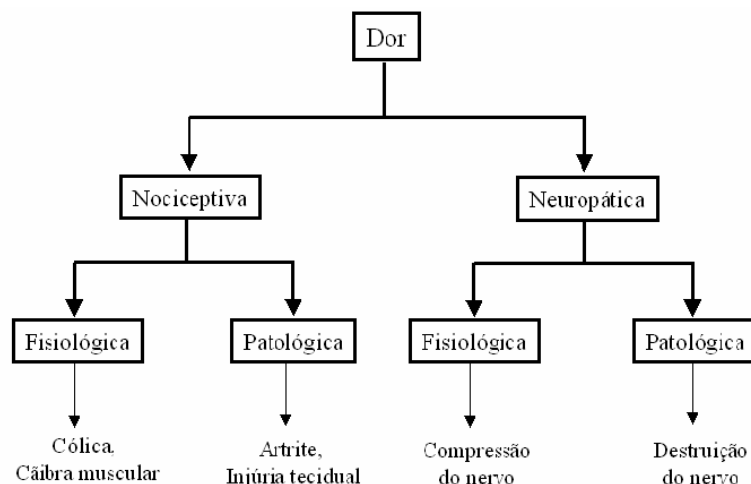 Dor
Nociceptiva
Neuropática
Fisiológica
Patológica
Fisiológica
Patológica
Cólica,
Cãibra muscular
Artrite,
Injúria tecidual
Compressão
do nervo
Destruição
do nervo